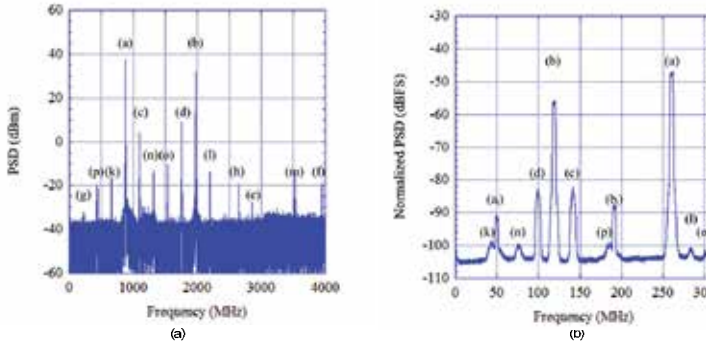 60
40
20
0
-20
-40
-60
PSD (dBm)
(a)
(b)
(c)
(d)
(n)(o)
(p)(k)
(l)
(g)
(h)
(e)
(m)
(f)
0
1000
2000
3000
4000
Frequency (MHz)
(a)
-30
-40
-50
-60
-70
-80
-90
-100
-110
Normalized PSD (dBFS)
(a)
(b)
(d)
(c)
(k)
(n)
(p)
(l)
0
50
100
150
200
250
300
Frequency (MHz)
(b)